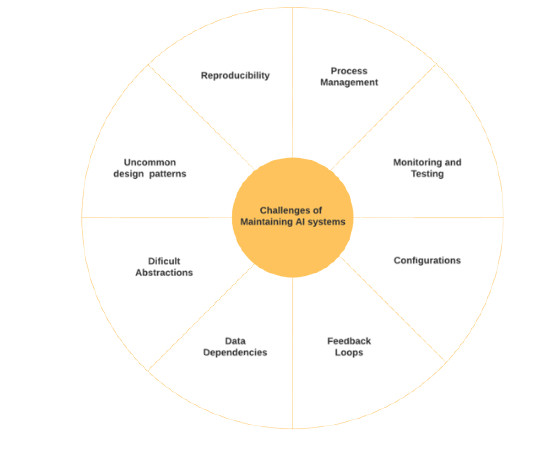 Reproducibility
Process
Management
Uncommon
design patterns
Monitoring and
Testing
Challenges of
Maintaining AI systems
Dificult
Abstractions
Configurations
Data
Dependencies
Feedback
Loops